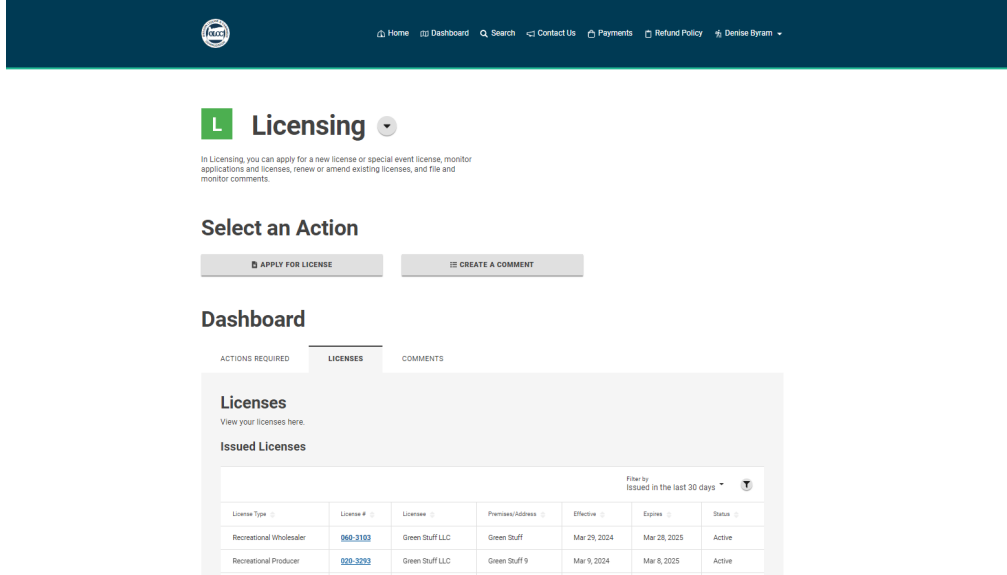 OLCC
Home Dashboard Search Contact Us Payments Refund Policy Denise Byram
L Licensing
In Licensing, you can apply for a new license or special event license, monitor
applications and licenses, renew or amend existing licenses, and file and
monitor comments.
Select an Action
APPLY FOR LICENSE CREATE A COMMENT
Dashboard
ACTIONS REQUIRED LICENSES COMMENTS
Licenses
View your licenses here.
Issued Licenses
Filter by
Issued in the last 30 days
License Type License # Licensee Premises/Address Effective Expires Status
Recreational Wholesaler 060-3103 Green Stuff LLC Green Stuff Mar 29, 2024 Mar 28, 2025 Active
Recreational Producer 020-3293 Green Stuff LLC Green Stuff 9 Mar 9, 2024 Mar 8, 2025 Active